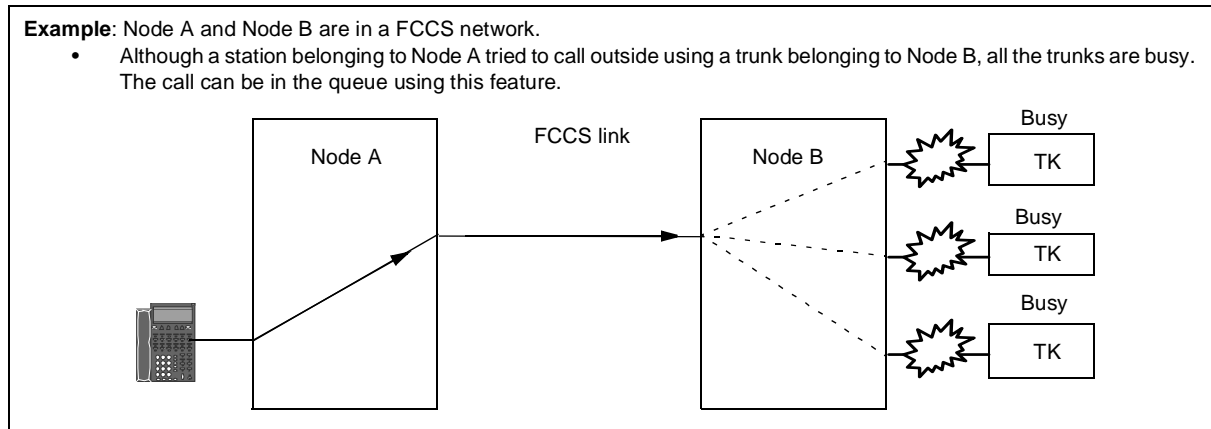 Example: Node A and Node B are in a FCCS network.
• Although a station belonging to Node A tried to call outside using a trunk belonging to Node B, all the trunks are busy.
The call can be in the queue using this feature.
Busy
FCCS link
Node A
Node B
TK
Busy
TK
Busy
TK